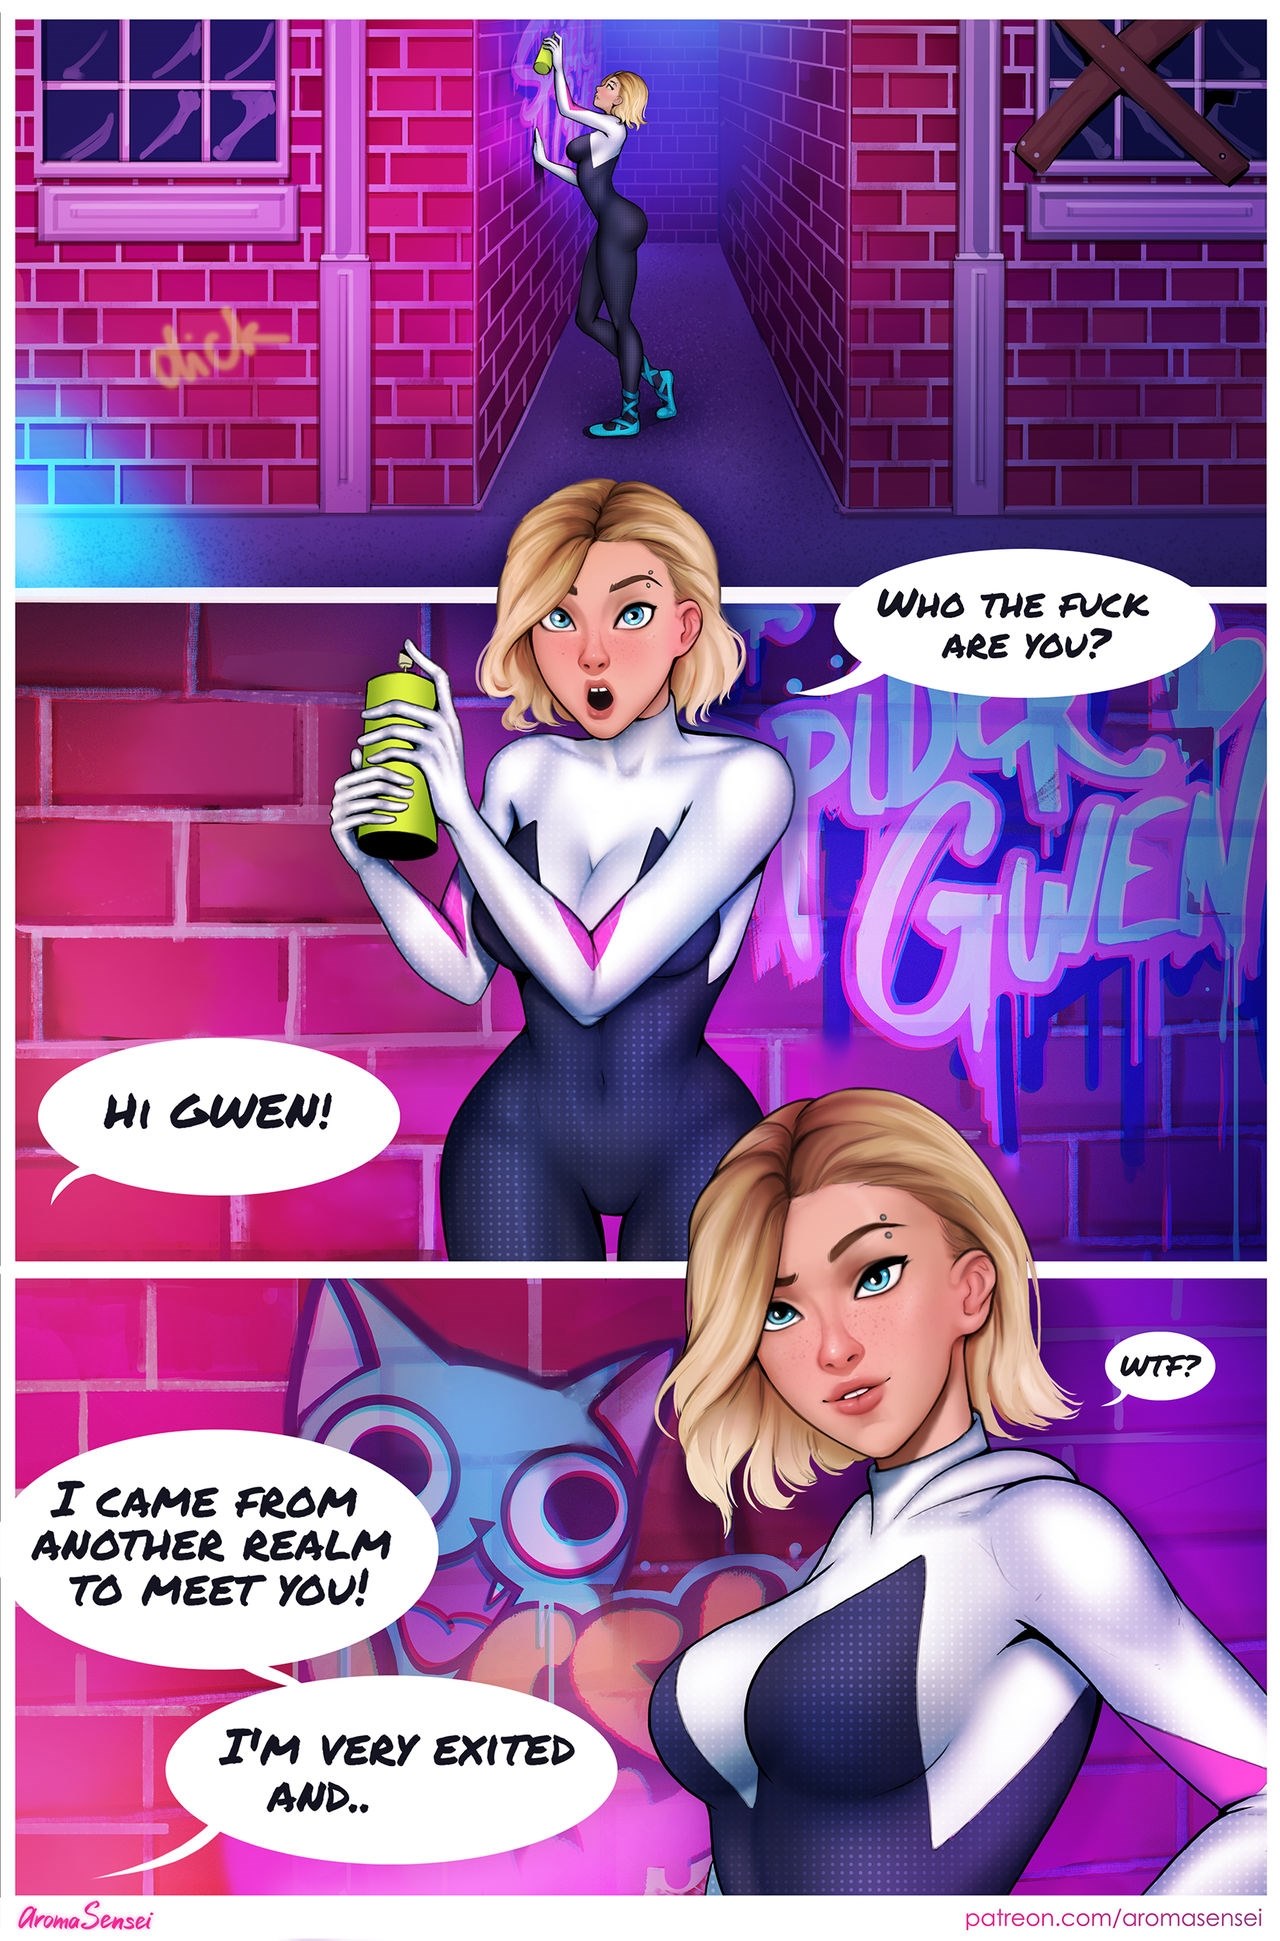 dick
WHO THE FUCK
ARE YOU?
SPIDER
GWEN
HI GWEN!
WTF?
I CAME FROM
ANOTHER REALM
TO MEET YOU!
I'M VERY EXITED
AND..
AromaSensei
patreon.com/aromasensei